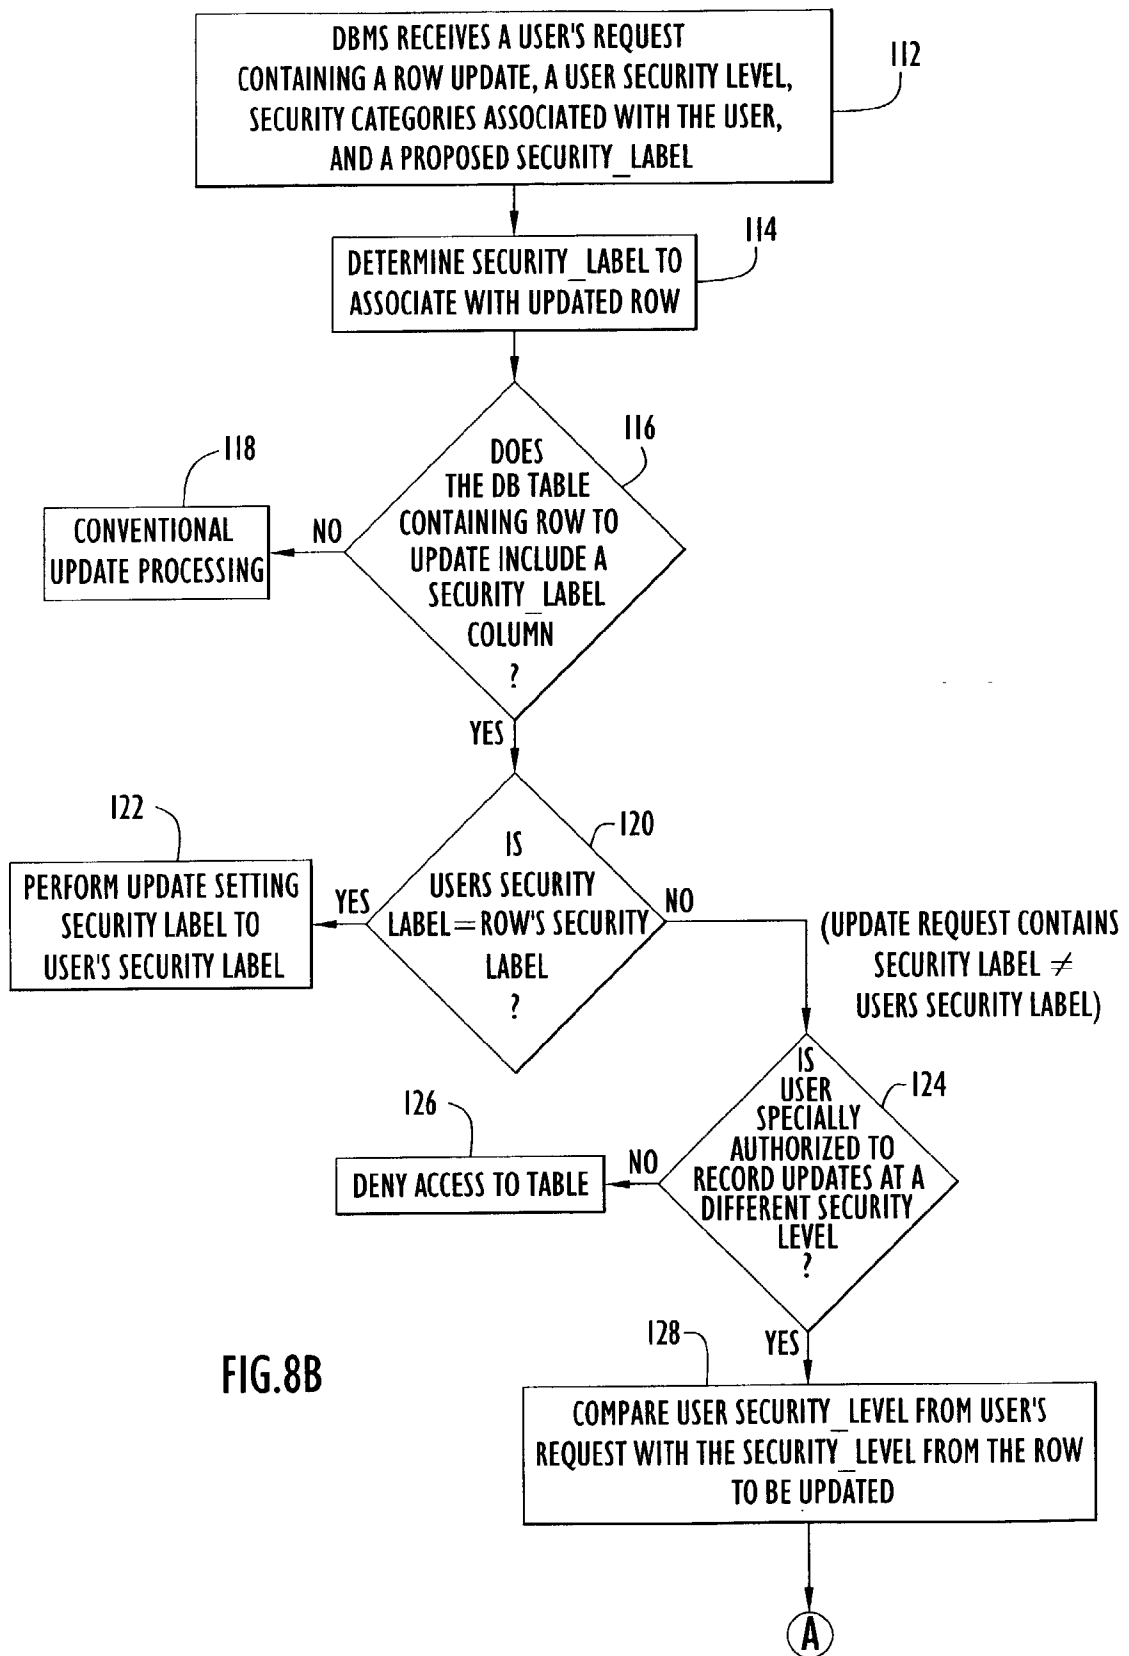 DBMS RECEIVES A USER'S REQUEST
CONTAINING A ROW UPDATE, A USER SECURITY LEVEL,
SECURITY CATEGORIES ASSOCIATED WITH THE USER,
AND A PROPOSED SECURITY_LABEL
112
DETERMINE SECURITY_LABEL TO
ASSOCIATE WITH UPDATED ROW
114
DOES
THE DB TABLE
CONTAINING ROW TO
UPDATE INCLUDE A
SECURITY_LABEL
COLUMN
?
116
NO
118
CONVENTIONAL
UPDATE PROCESSING
YES
IS
USERS SECURITY
LABEL=ROW'S SECURITY
LABEL
?
120
YES
122
PERFORM UPDATE SETTING
SECURITY LABEL TO
USER'S SECURITY LABEL
NO
(UPDATE REQUEST CONTAINS
SECURITY LABEL ≠
USERS SECURITY LABEL)
IS
USER
SPECIALLY
AUTHORIZED TO
RECORD UPDATES AT A
DIFFERENT SECURITY
LEVEL
?
124
NO
126
DENY ACCESS TO TABLE
YES
128
COMPARE USER SECURITY_LEVEL FROM USER'S
REQUEST WITH THE SECURITY_LEVEL FROM THE ROW
TO BE UPDATED
A
FIG.8B